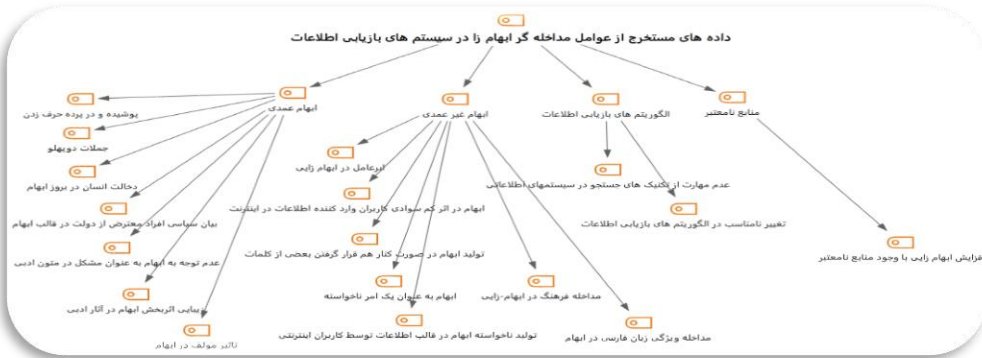 داده های مستخرج از عوامل مداخله گر ابهام زا در سیستم های بازیابی اطلاعات
ابهام عمدی
ابهام غیر عمدی
الگوریتم های بازیابی اطلاعات
منابع نامعتبر
پوشیده و در پرده حرف زدن
جملات دوپهلو
دخالت انسان در بروز ابهام
بیان سیاسی افراد معترض از دولت در قالب ابهام
عدم توجه به ابهام به عنوان مشکل در متون ادبی
پیایی اثربخش ابهام در آثار ادبی
تاثیر مولف در ابهام
ابرعامل در ابهام زایی
ابهام در اثر کم سوادی کاربران وارد کننده اطلاعات در اینترنت
تولید ابهام در صورت کنار هم قرار گرفتن بعضی از کلمات
ابهام به عنوان یک امر ناخواسته
تولید ناخواسته ابهام در قالب اطلاعات توسط کاربران اینترنتی
مداخله فرهنگ در ابهام-زایی
مداخله ویژگی زبان فارسی در ابهام
عدم مهارت از تکنیک های جستجو در سیستمهای اطلاعاتی
تغییر نامتناسب در الگوریتم های بازیابی اطلاعات
فزایش ابهام زایی با وجود منابع نامعتبر